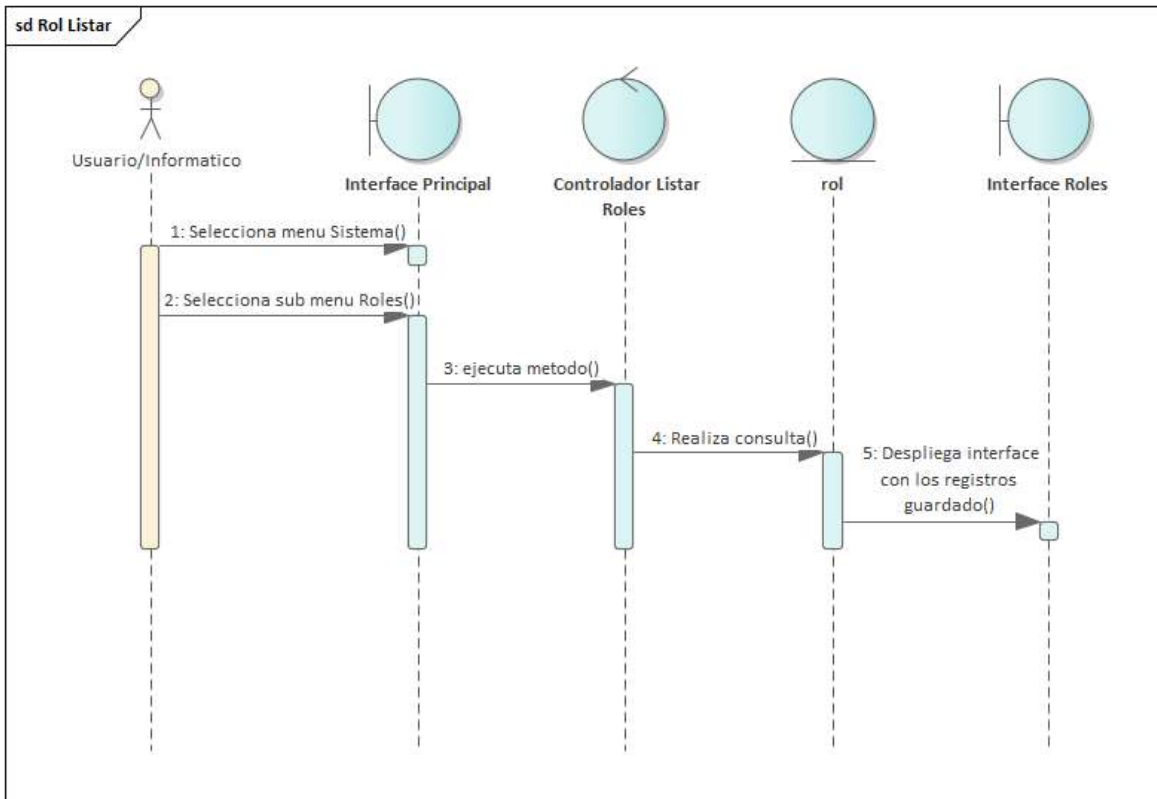 sd Rol Listar
Usuario/Informatico
Interface Principal
Controlador Listar
Roles
rol
Interface Roles
1: Selecciona menu Sistema()
2: Selecciona sub menu Roles()
3: ejecuta metodo()
4: Realiza consulta()
5: Despliega interface
con los registros
guardado()